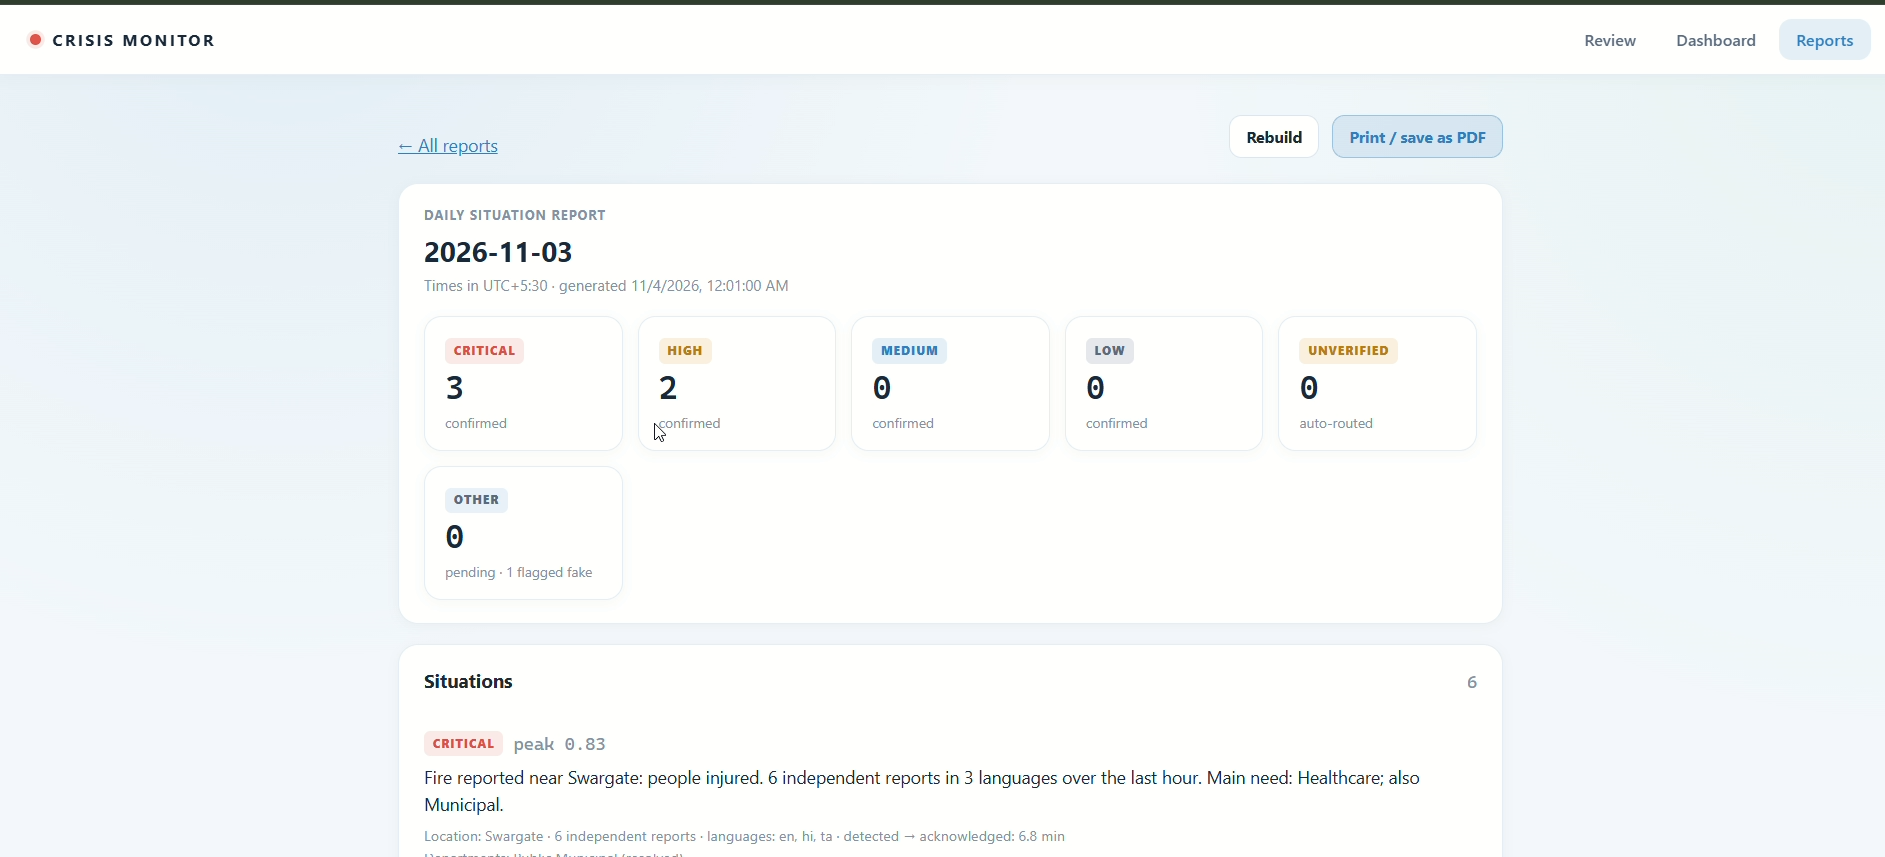 CRISIS MONITOR
Review
Dashboard
Reports
← All reports
Rebuild
Print / save as PDF
DAILY SITUATION REPORT
2026-11-03
Times in UTC+5:30 · generated 11/4/2026, 12:01:00 AM
CRITICAL
3
confirmed
HIGH
2
confirmed
MEDIUM
0
confirmed
LOW
0
confirmed
UNVERIFIED
0
auto-routed
OTHER
0
pending · 1 flagged fake
Situations
6
CRITICAL peak 0.83
Fire reported near Swargate: people injured. 6 independent reports in 3 languages over the last hour. Main need: Healthcare; also
Municipal.
Location: Swargate · 6 independent reports · languages: en, hi, ta · detected → acknowledged: 6.8 min